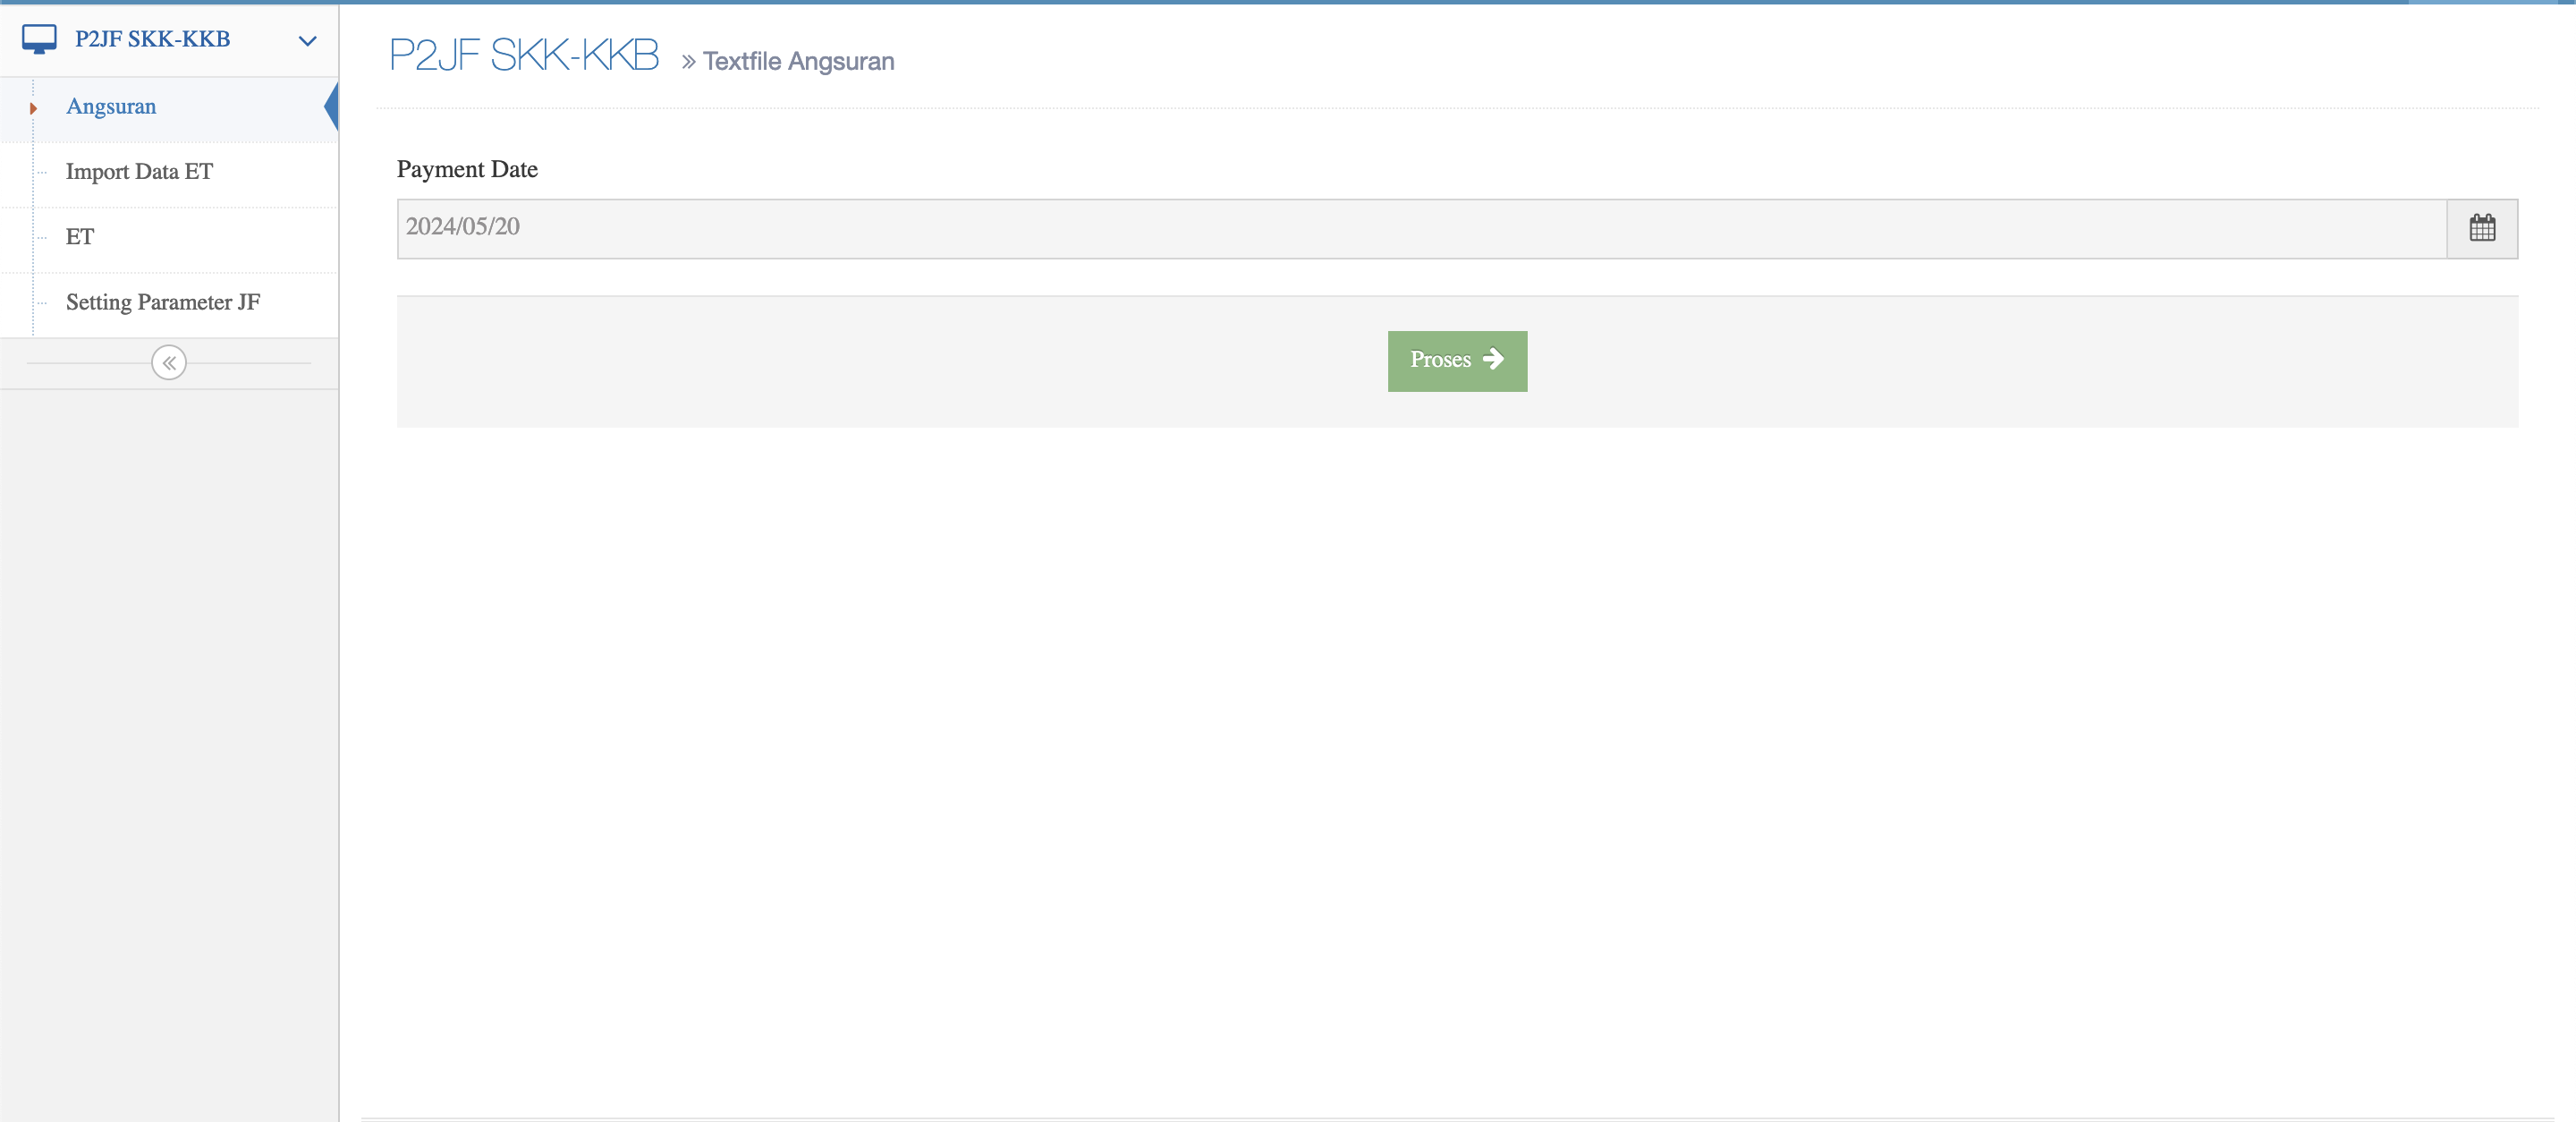 P2JF SKK-KKB
Angsuran
Import Data ET
ET
Setting Parameter JF
P2JF SKK-KKB » Textfile Angsuran
Payment Date
2024/05/20
Proses